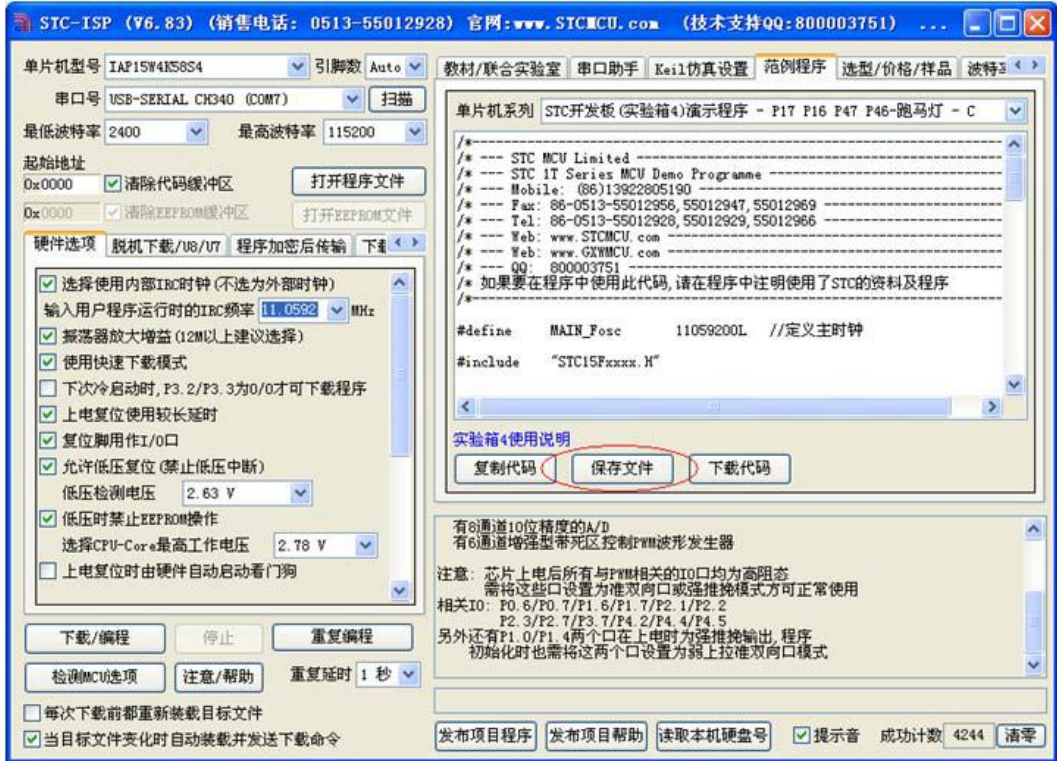 STC-ISP (V6.83) (销售电话: 0513-55012928) 官网:www.STCMCU.com (技术支持QQ:800003751) ...
单片机型号 IAP15W4K58S4 引脚数 Auto
串口号 USB-SERIAL CH340 (COM7) 扫描
最低波特率 2400 最高波特率 115200
起始地址
0x0000 清除代码缓冲区 打开程序文件
0x0000 清除EEPROM缓冲区 打开EEPROM文件
硬件选项 脱机下载/U8/U7 程序加密后传输
选择使用内部IRC时钟(不选为外部时钟)
输入用户程序运行时的IRC频率 11.0592 MHz
振荡器放大增益(12M以上建议选择)
使用快速下载模式
下次冷启动时,P3.2/P3.3为0/0才可下载程序
上电复位使用较长延时
复位脚用作I/O口
允许低压复位(禁止低压中断)
低压检测电压 2.63 V
低压时禁止EEPROM操作
选择CPU-Core最高工作电压 2.78 V
上电复位时由硬件自动启动看门狗
下载/编程 停止 重复编程
检测MCU选项 注意/帮助 重复延时 1 秒
每次下载前都重新装载目标文件
当目标文件变化时自动装载并发送下载命令
教材/联合实验室 串口助手 Keil仿真设置 范例程序 选型/价格/样品 波特
单片机系列 STC开发板(实验箱4)演示程序 - P17 P16 P47 P46-跑马灯 - C
/*---------------------------------------------------------------------
/* --- STC MCU Limited ------------------------------------------------
/* --- STC 1T Series MCU Demo Programme -------------------------------
/* --- Mobile: (86)13922805190 ----------------------------------------
/* --- Fax: 86-0513-55012956,55012947,55012969 ------------------------
/* --- Tel: 86-0513-55012928,55012929,55012966 ------------------------
/* --- Web: www.STCMCU.com --------------------------------------------
/* --- Web: www.GXWMCU.com --------------------------------------------
/* --- QQ: 800003751 --------------------------------------------------
/* 如果要在程序中使用此代码,请在程序中注明使用了STC的资料及程序
/*---------------------------------------------------------------------
#define MAIN_Fosc 11059200L //定义主时钟
#include "STC15Fxxxx.H"
实验箱4使用说明
复制代码 保存文件 下载代码
有8通道10位精度的A/D
有6通道增强型带死区控制PWM波形发生器
注意: 芯片上电后所有与PWM相关的IO口均为高阻态
需将这些口设置为准双向口或强推挽模式方可正常使用
相关IO: P0.6/P0.7/P1.6/P1.7/P2.1/P2.2
P2.3/P2.7/P3.7/P4.2/P4.4/P4.5
另外还有P1.0/P1.4两个口在上电时为强推挽输出,程序
初始化时也需将这两个口设置为弱上拉准双向口模式
发布项目程序 发布项目帮助 读取本机硬盘号 提示音 成功计数 4244 清零